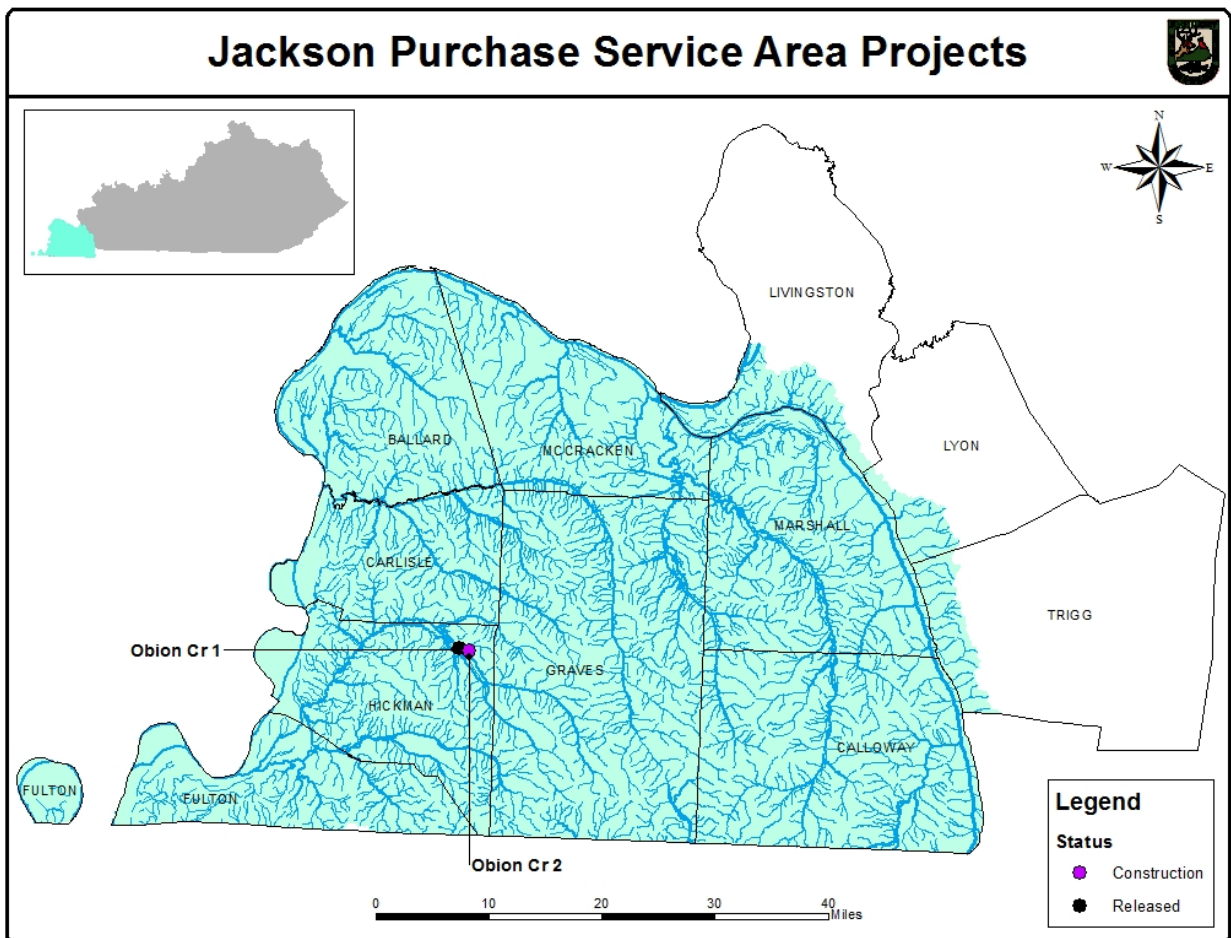 Jackson Purchase Service Area Projects
N
W E
S
LIVINGSTON
LYON
BALLARD
MCCRACKEN
MARSHALL
CARLISLE
TRIGG
Obion Cr 1
GRAVES
HICKMAN
CALLOWAY
FULTON
FULTON
Obion Cr 2
Legend
Status
Construction
Released
0 10 20 30 40
Miles